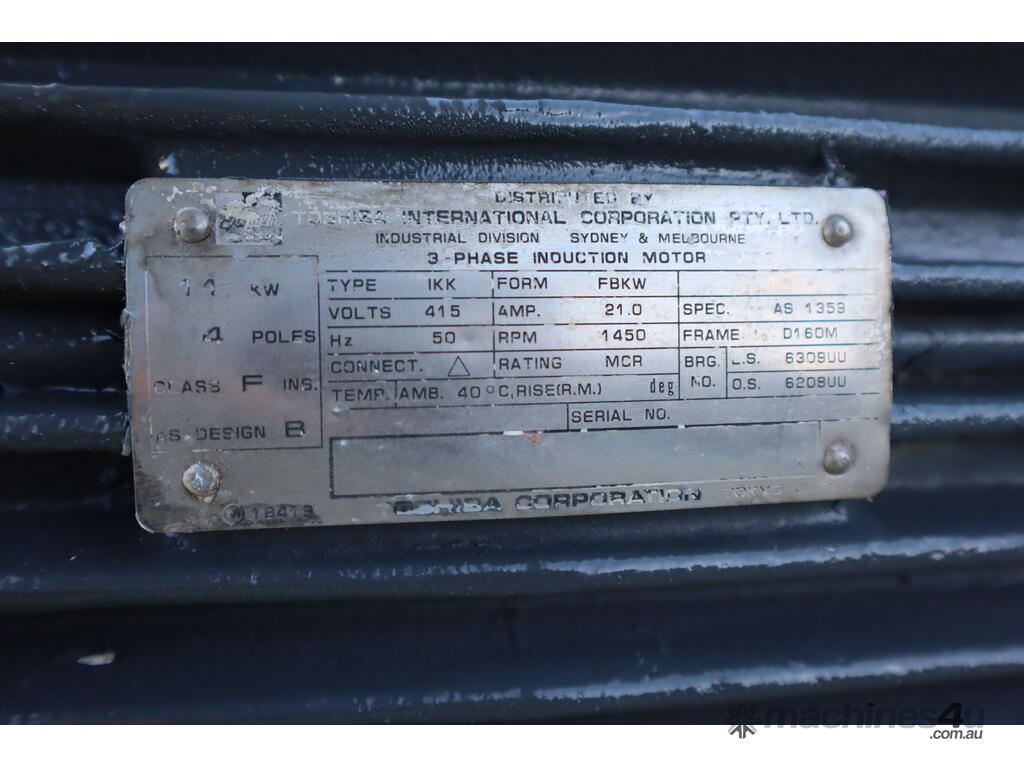 DISTRIBUTED BY
TOSHIBA INTERNATIONAL CORPORATION PTY. LTD.
INDUSTRIAL DIVISION SYDNEY & MELBOURNE
3-PHASE INDUCTION MOTOR
11 KW
4 POLES
CLASS F INS.
AS DESIGN B
TYPE IKK FORM FBKW
VOLTS 415 AMP. 21.0 SPEC. AS 1359
Hz 50 RPM 1450 FRAME D160M
CONNECT. △ RATING MCR BRG. L.S. 6309UU
TEMP. AMB. 40°C, RISE(R.M.) deg NO. O.S. 6208UU
SERIAL NO.
TOSHIBA CORPORATION TOKYO
18419
machines4u
.com.au